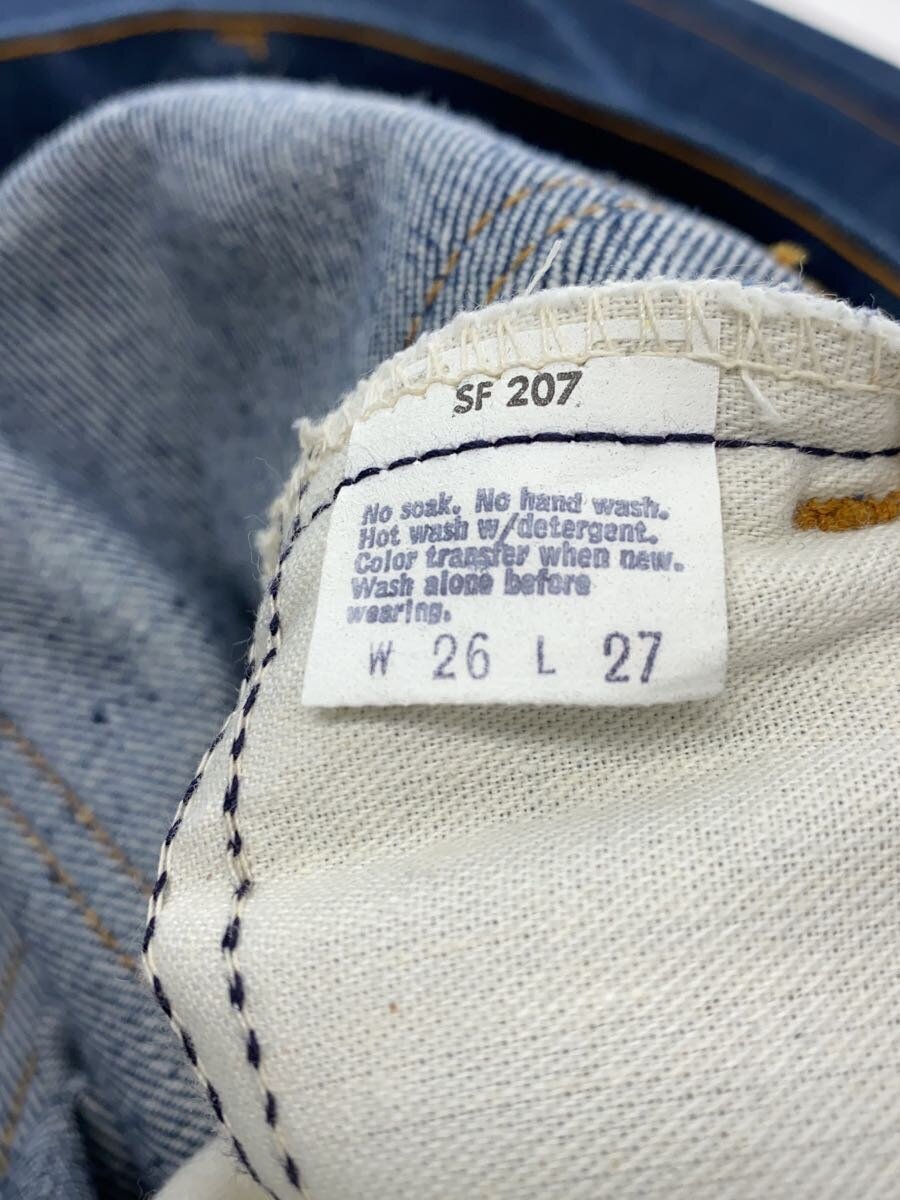 SF 207
No soak. No hand wash.
Hot wash w/detergent.
Color transfer when new.
Wash alone before
wearing.
W 26 L 27